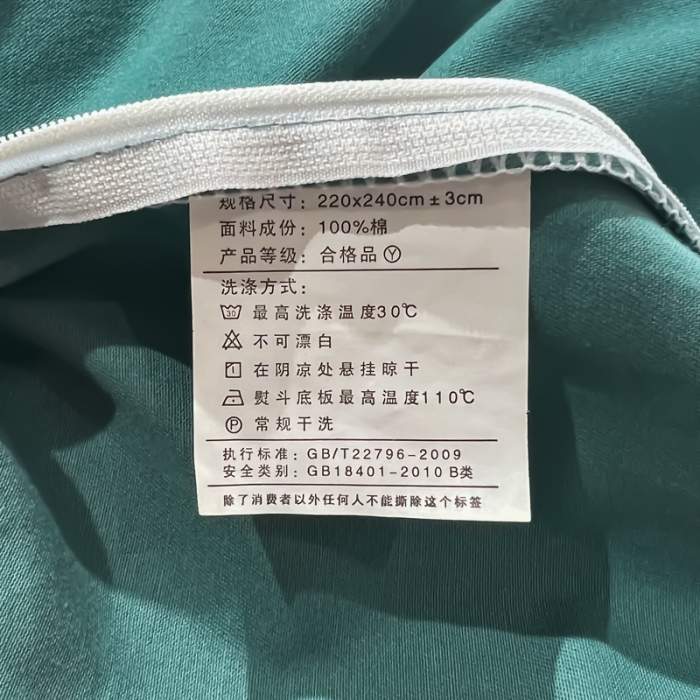 规格尺寸：220x240cm±3cm
面料成份：100%棉
产品等级：合格品Ⓨ
洗涤方式：
30 最高洗涤温度30℃
不可漂白
在阴凉处悬挂晾干
熨斗底板最高温度110℃
Ⓟ 常规干洗
执行标准：GB/T22796-2009
安全类别：GB18401-2010 B类
除了消费者以外任何人不能撕除这个标签